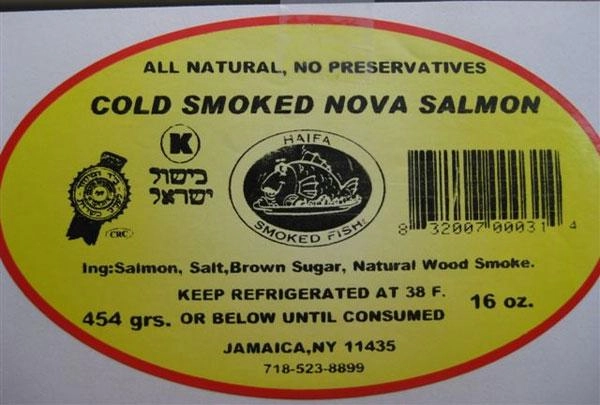 ALL NATURAL, NO PRESERVATIVES
COLD SMOKED NOVA SALMON
K
בישול
ישראל
HAIFA
SMOKED FISH
CRC
8 32007 00031 4
Ing:Salmon, Salt,Brown Sugar, Natural Wood Smoke.
KEEP REFRIGERATED AT 38 F.
454 grs. OR BELOW UNTIL CONSUMED 16 oz.
JAMAICA,NY 11435
718-523-8899